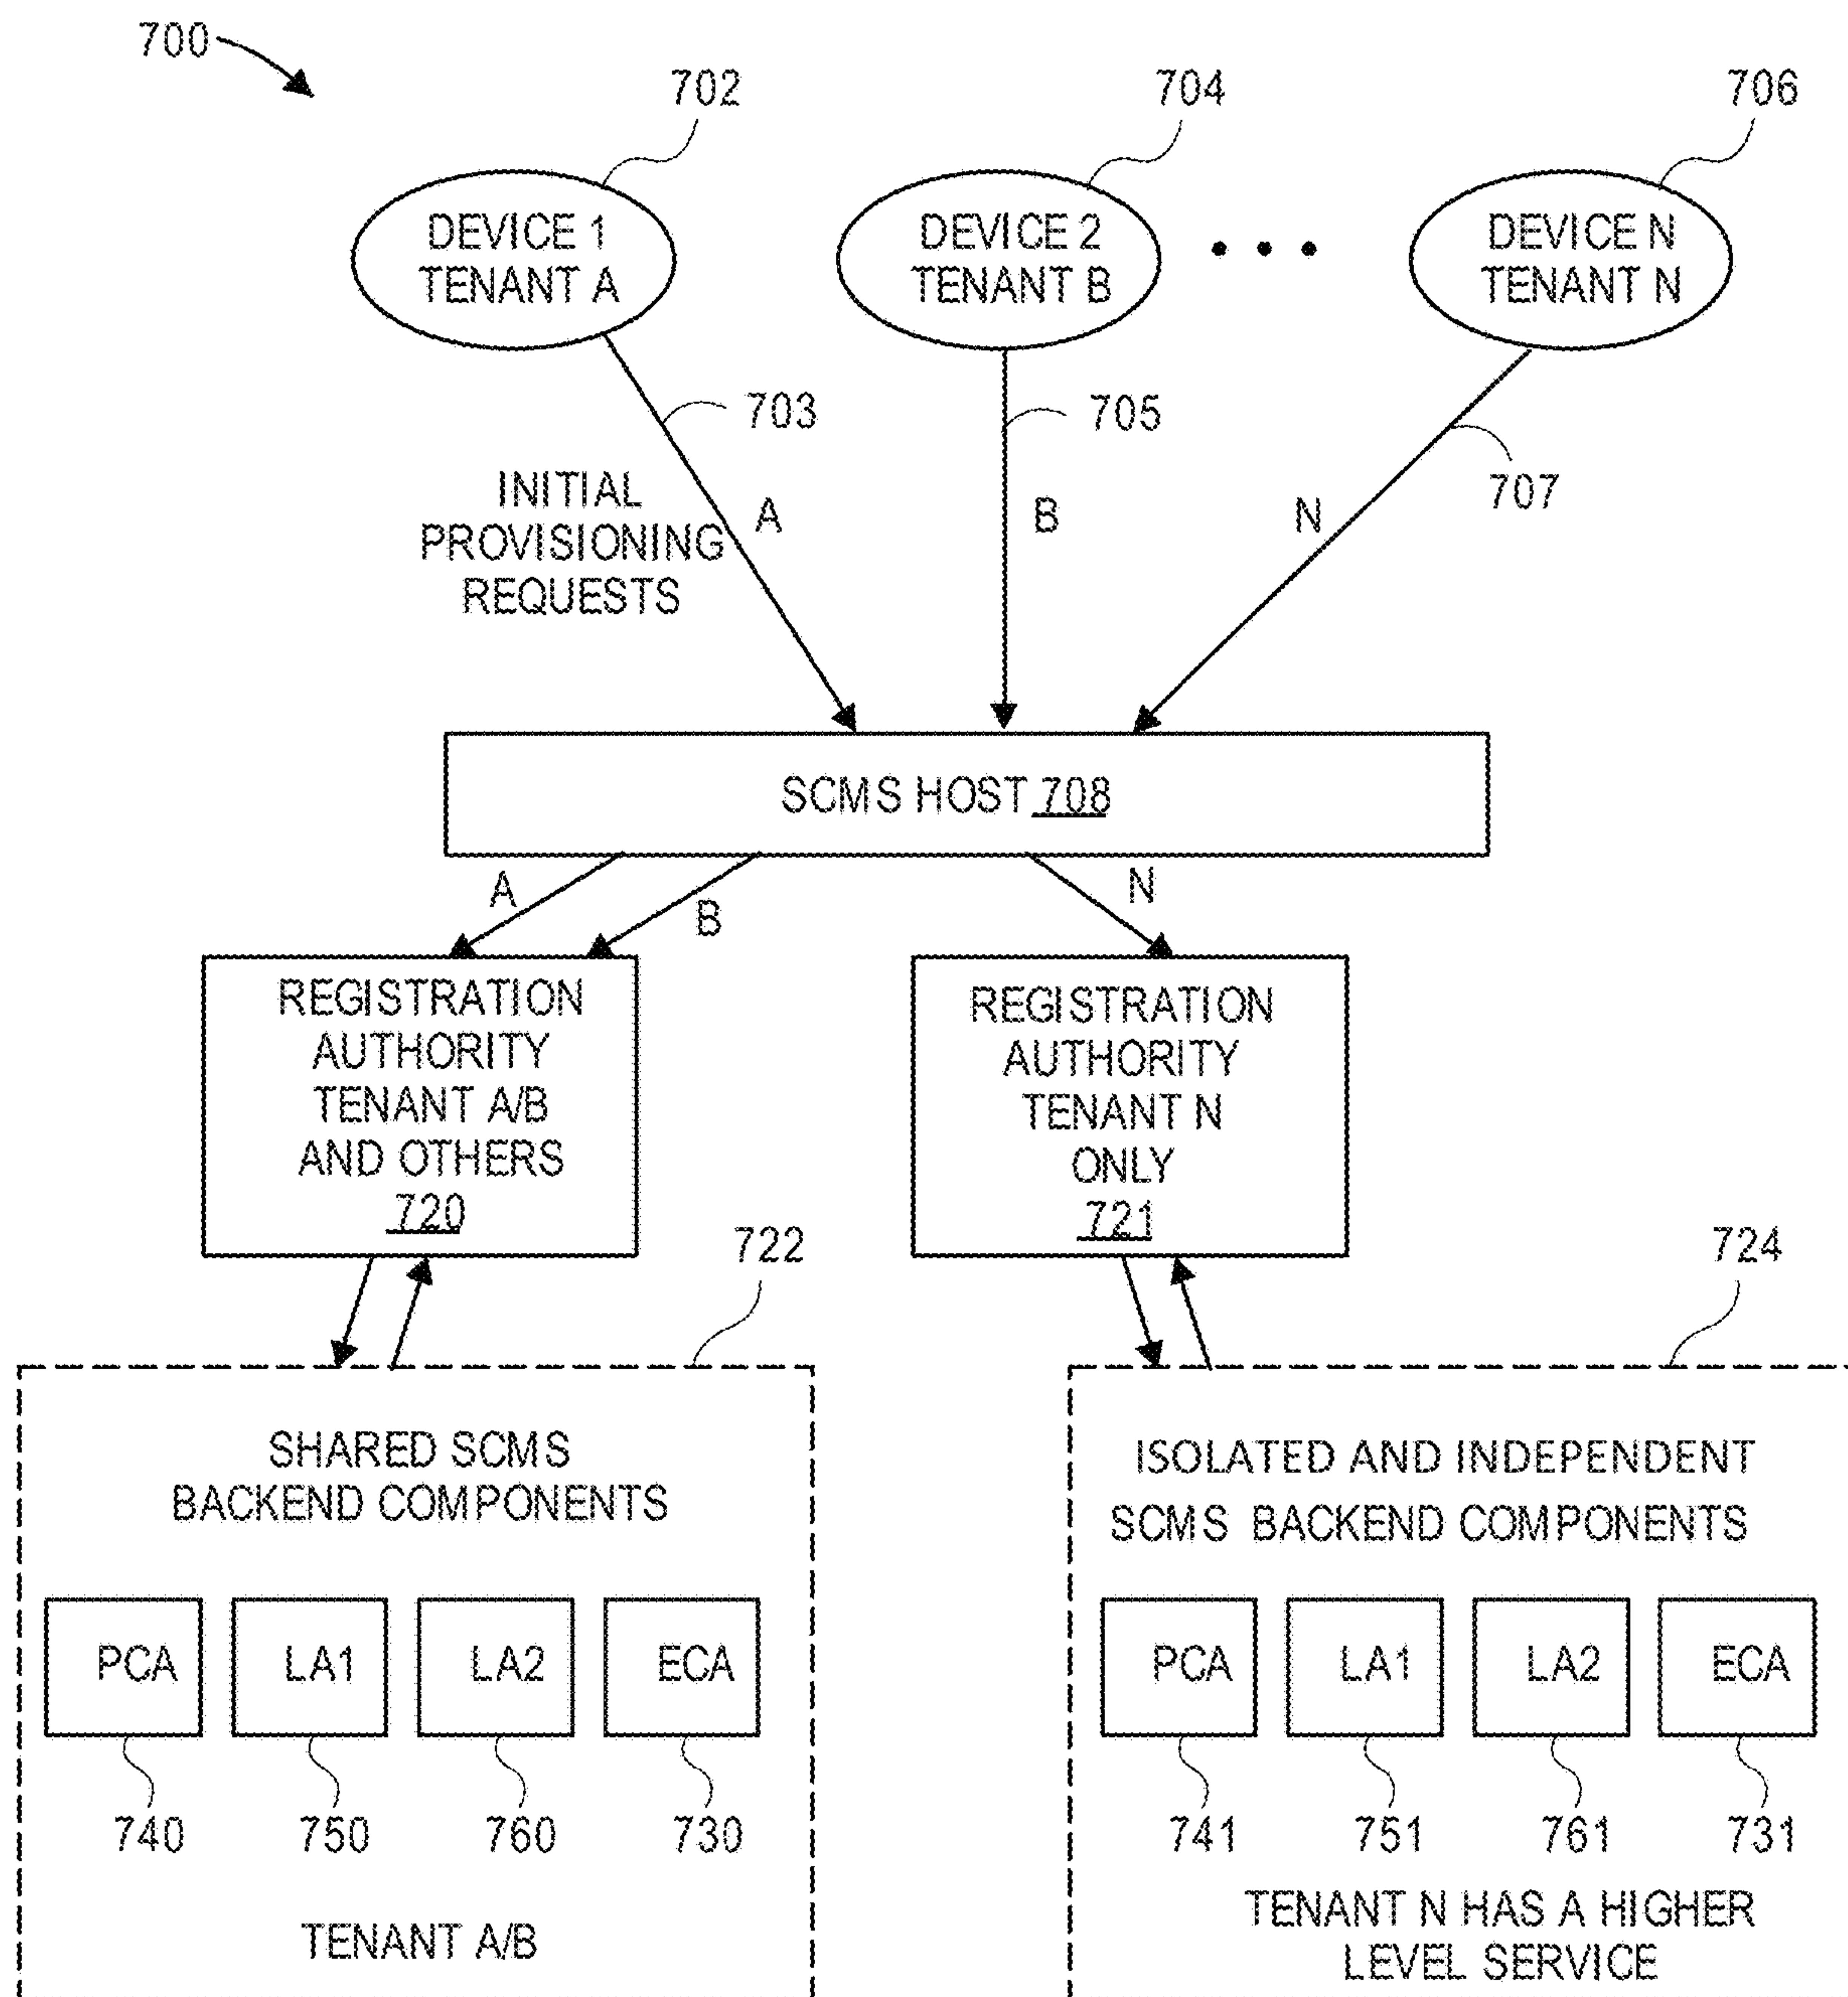 700
702
704
706
DEVICE 1
TENANT A
DEVICE 2
TENANT B
• • •
DEVICE N
TENANT N
703
705
707
INITIAL
PROVISIONING
REQUESTS
A
B
N
SCMS HOST 708
A
B
N
REGISTRATION
AUTHORITY
TENANT A/B
AND OTHERS
720
REGISTRATION
AUTHORITY
TENANT N
ONLY
721
722
724
SHARED SCMS
BACKEND COMPONENTS
PCA
LA1
LA2
ECA
740
750
760
730
TENANT A/B
ISOLATED AND INDEPENDENT
SCMS BACKEND COMPONENTS
PCA
LA1
LA2
ECA
741
751
761
731
TENANT N HAS A HIGHER
LEVEL SERVICE